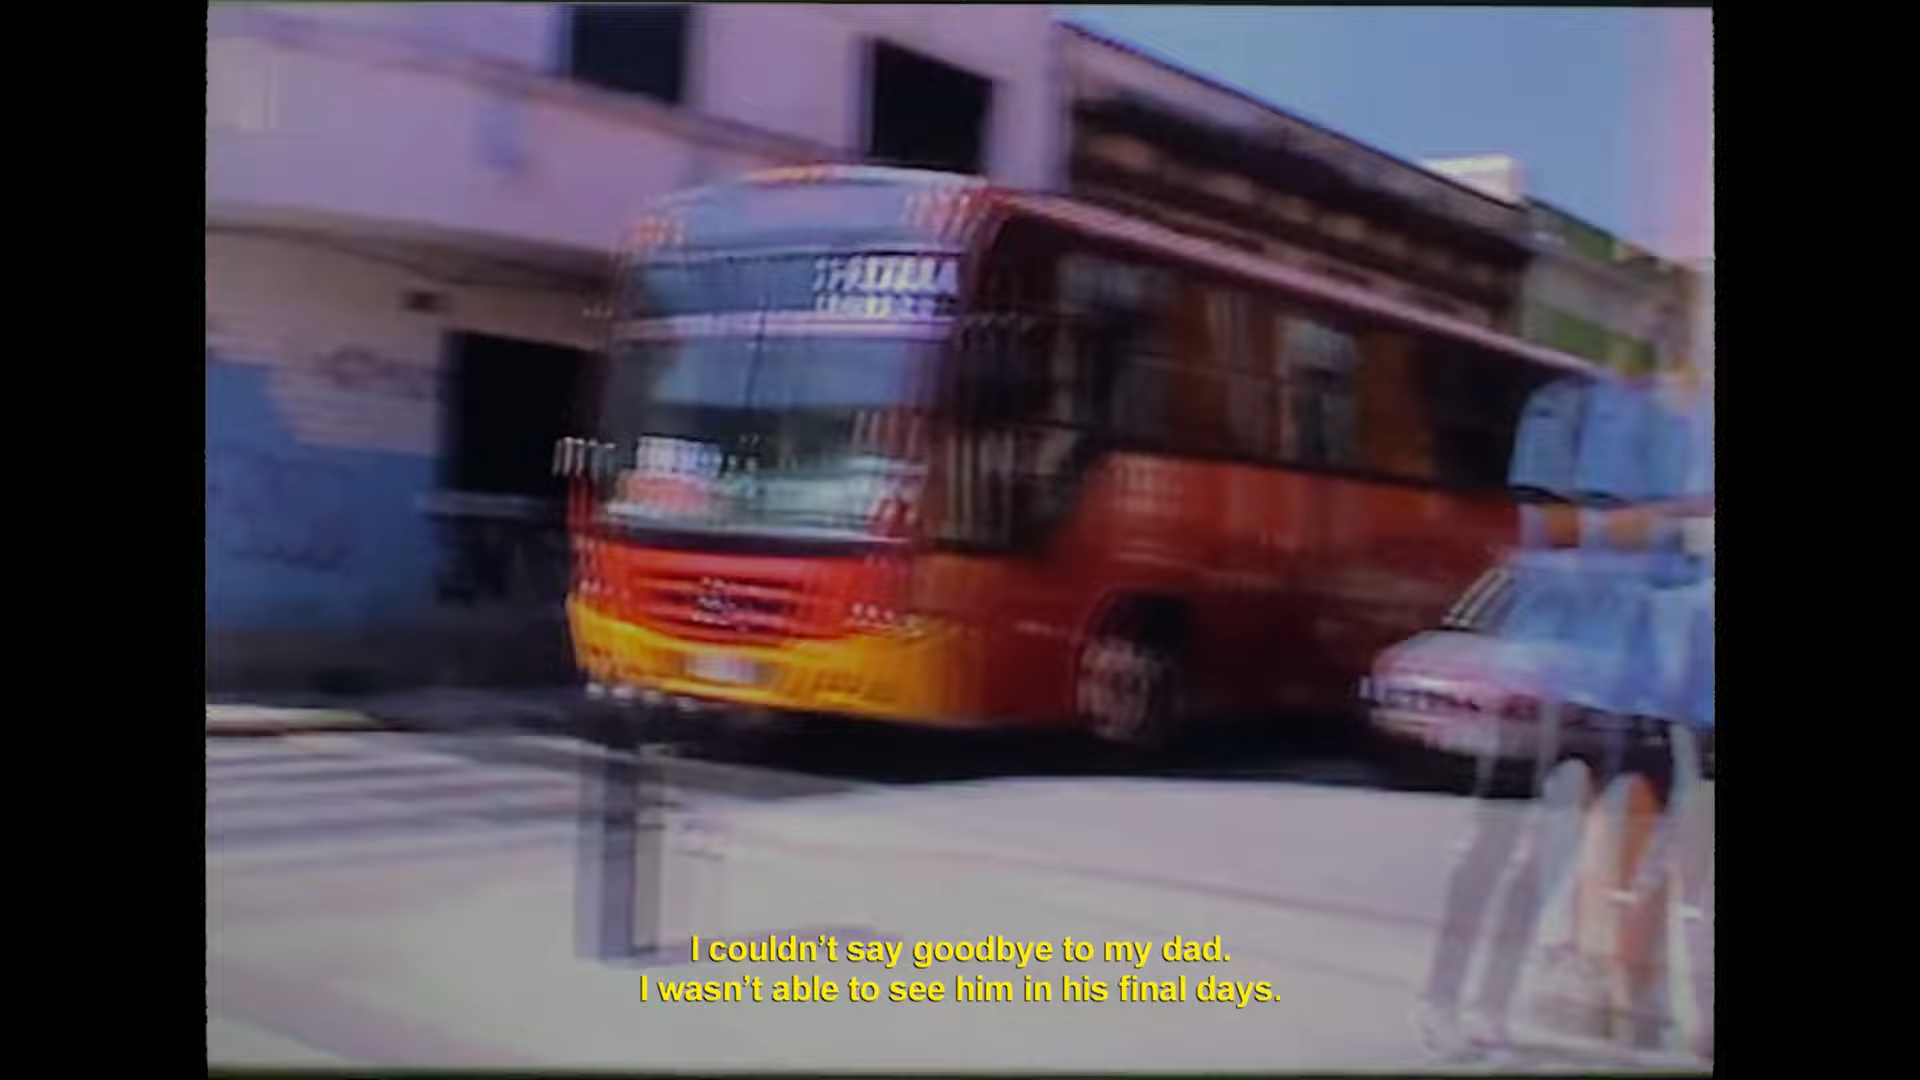 I couldn’t say goodbye to my dad.
I wasn’t able to see him in his final days.